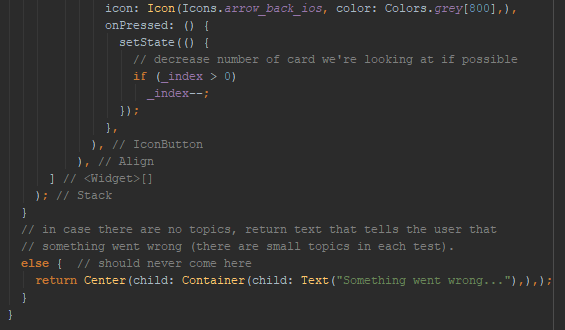 icon: Icon(Icons.arrow_back_ios, color: Colors.grey[800],),
onPressed: () {
setState(() {
// decrease number of card we're looking at if possible
if (_index > 0)
_index--;
});
},
), // IconButton
), // Align
] // <Widget>[]
); // Stack
}
// in case there are no topics, return text that tells the user that
// something went wrong (there are small topics in each test).
else { // should never come here
return Center(child: Container(child: Text("Something went wrong..."),),);
}
}